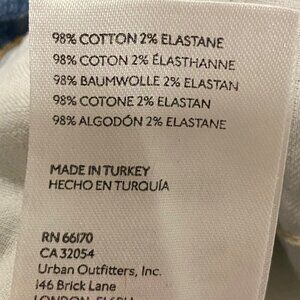 98% COTTON 2% ELASTANE
98% COTON 2% ÉLASTHANNE
98% BAUMWOLLE 2% ELASTAN
98% COTONE 2% ELASTAN
98% ALGODÓN 2% ELASTANE
MADE IN TURKEY
HECHO EN TURQUÍA
RN 66170
CA 32054
Urban Outfitters, Inc.
146 Brick Lane
LONDON